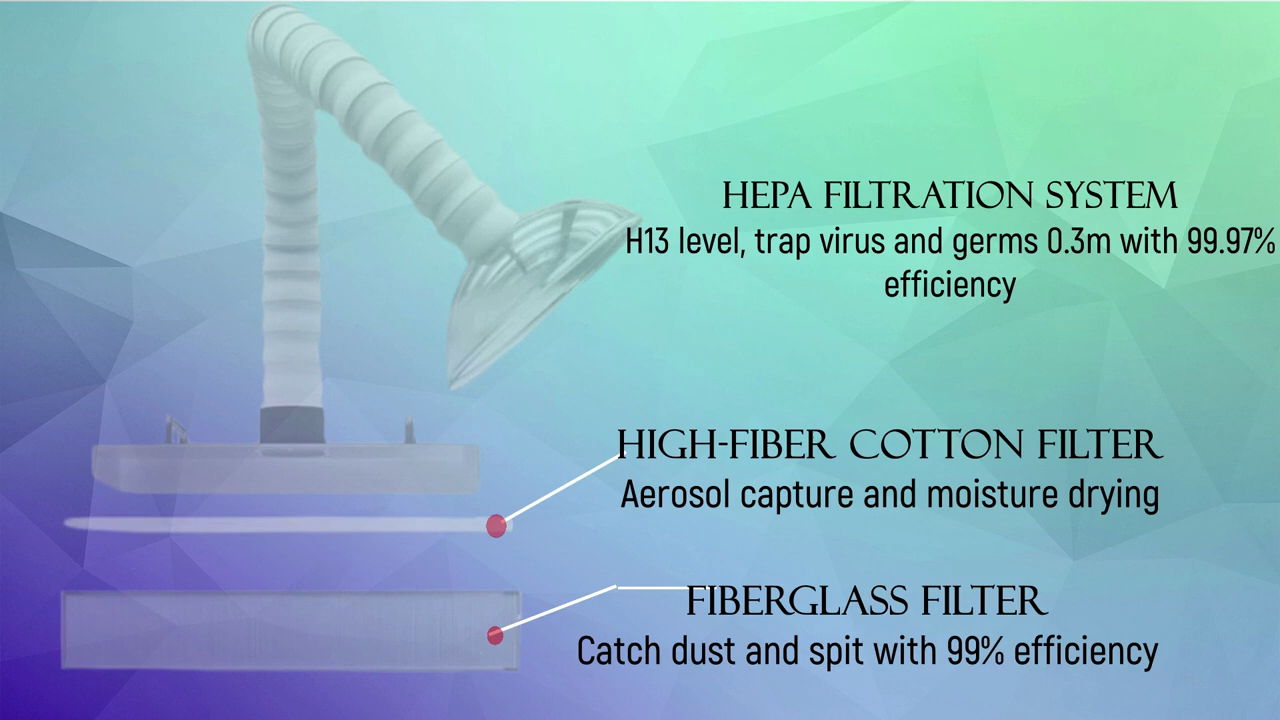 HEPA FILTRATION SYSTEM
H13 level, trap virus and germs 0.3m with 99.97%
efficiency
HIGH-FIBER COTTON FILTER
Aerosol capture and moisture drying
FIBERGLASS FILTER
Catch dust and spit with 99% efficiency